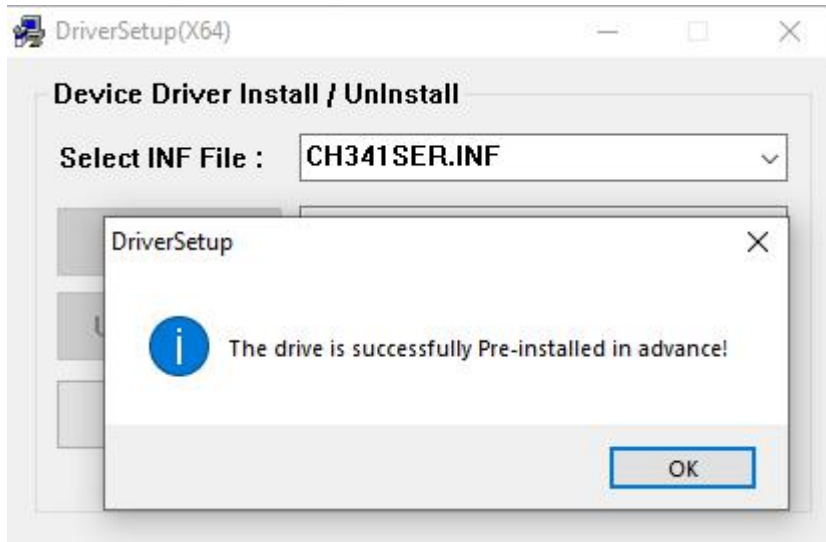 DriverSetup(X64)
Device Driver Install / UnInstall
Select INF File :
CH341SER.INF
DriverSetup
U
The drive is successfully Pre-installed in advance!
OK